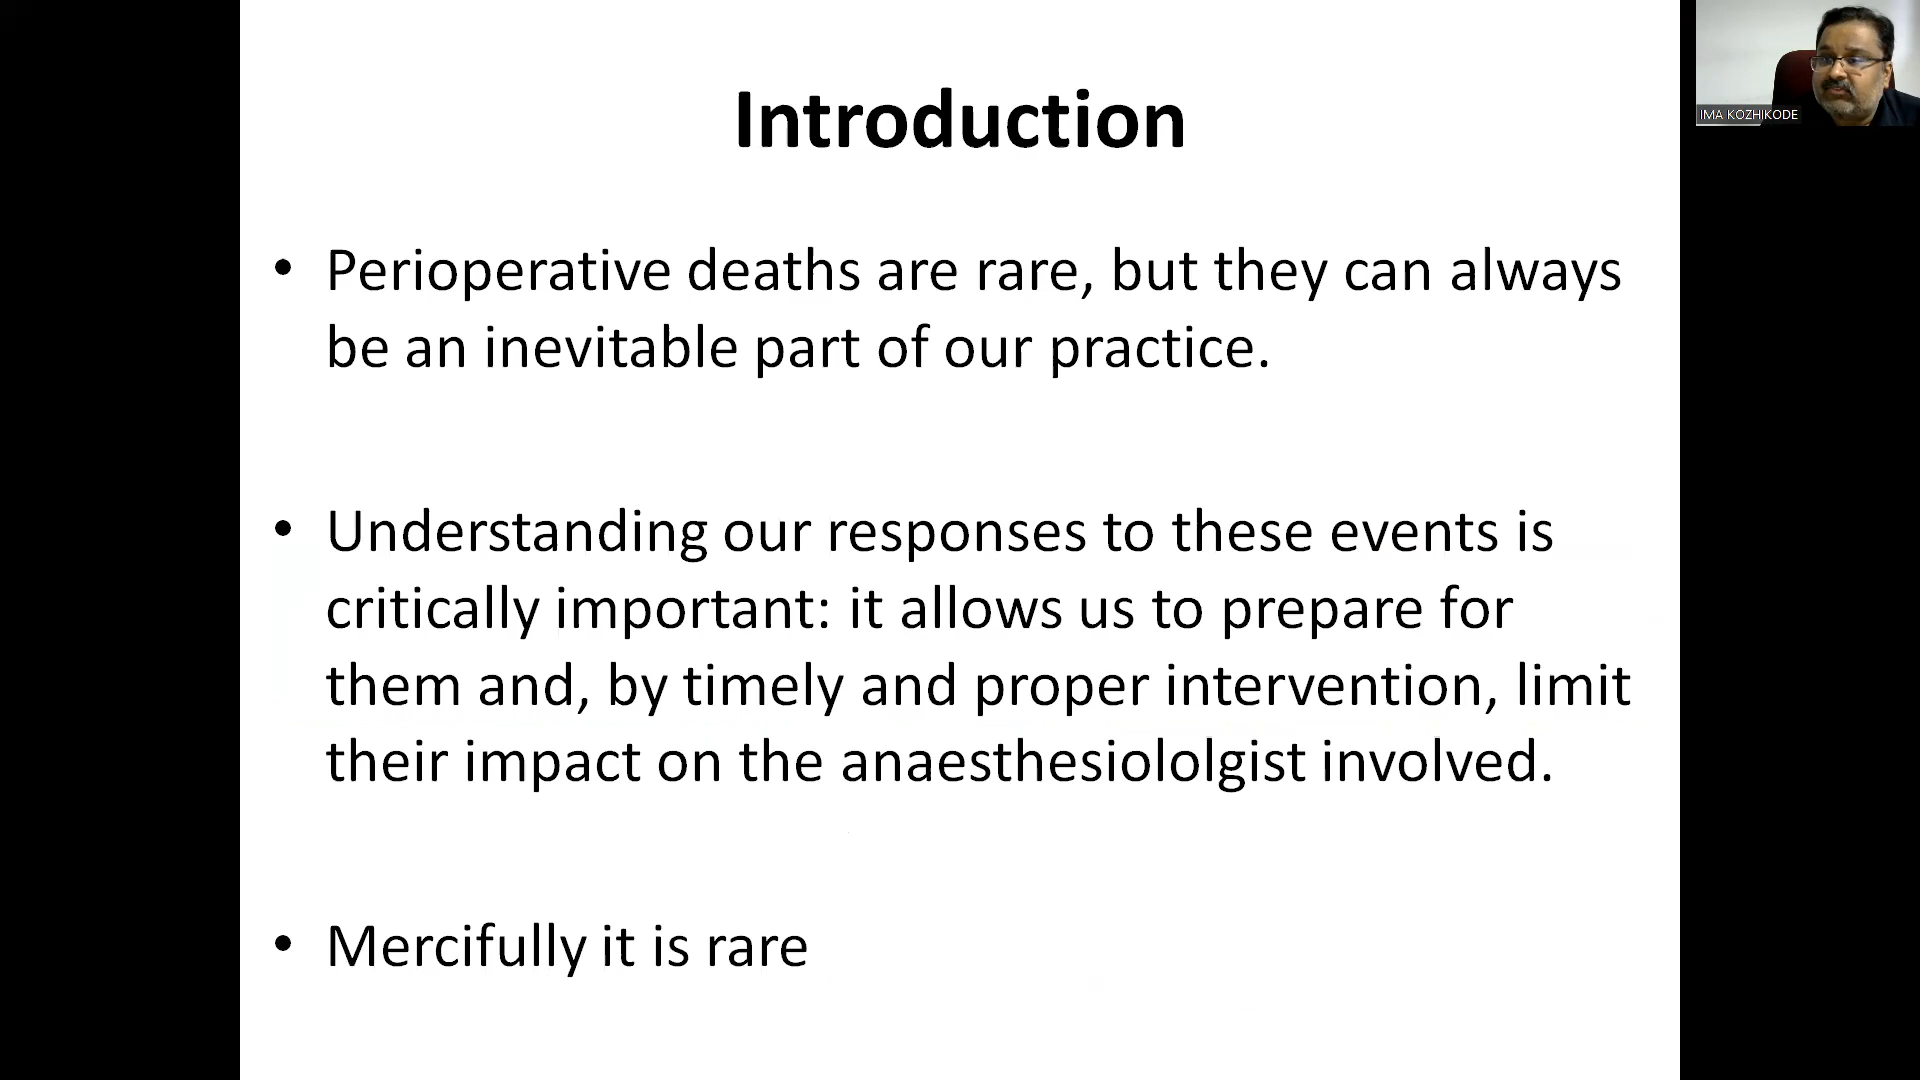 Introduction
• Perioperative deaths are rare, but they can always
be an inevitable part of our practice.
• Understanding our responses to these events is
critically important: it allows us to prepare for
them and, by timely and proper intervention, limit
their impact on the anaesthesiololgist involved.
• Mercifully it is rare
IMA KOZHIKODE